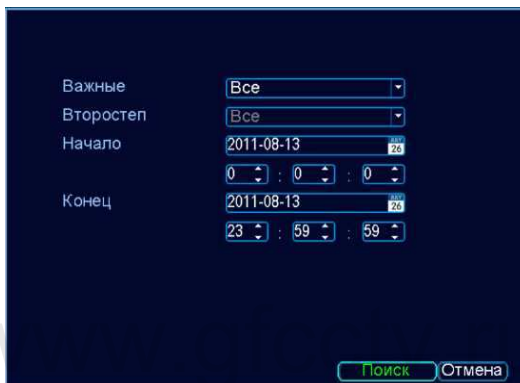 Важные Все
Второстеп Все
Начало 2011-08-13
0 : 0 : 0
Конец 2011-08-13
23 : 59 : 59
Поиск Отмена